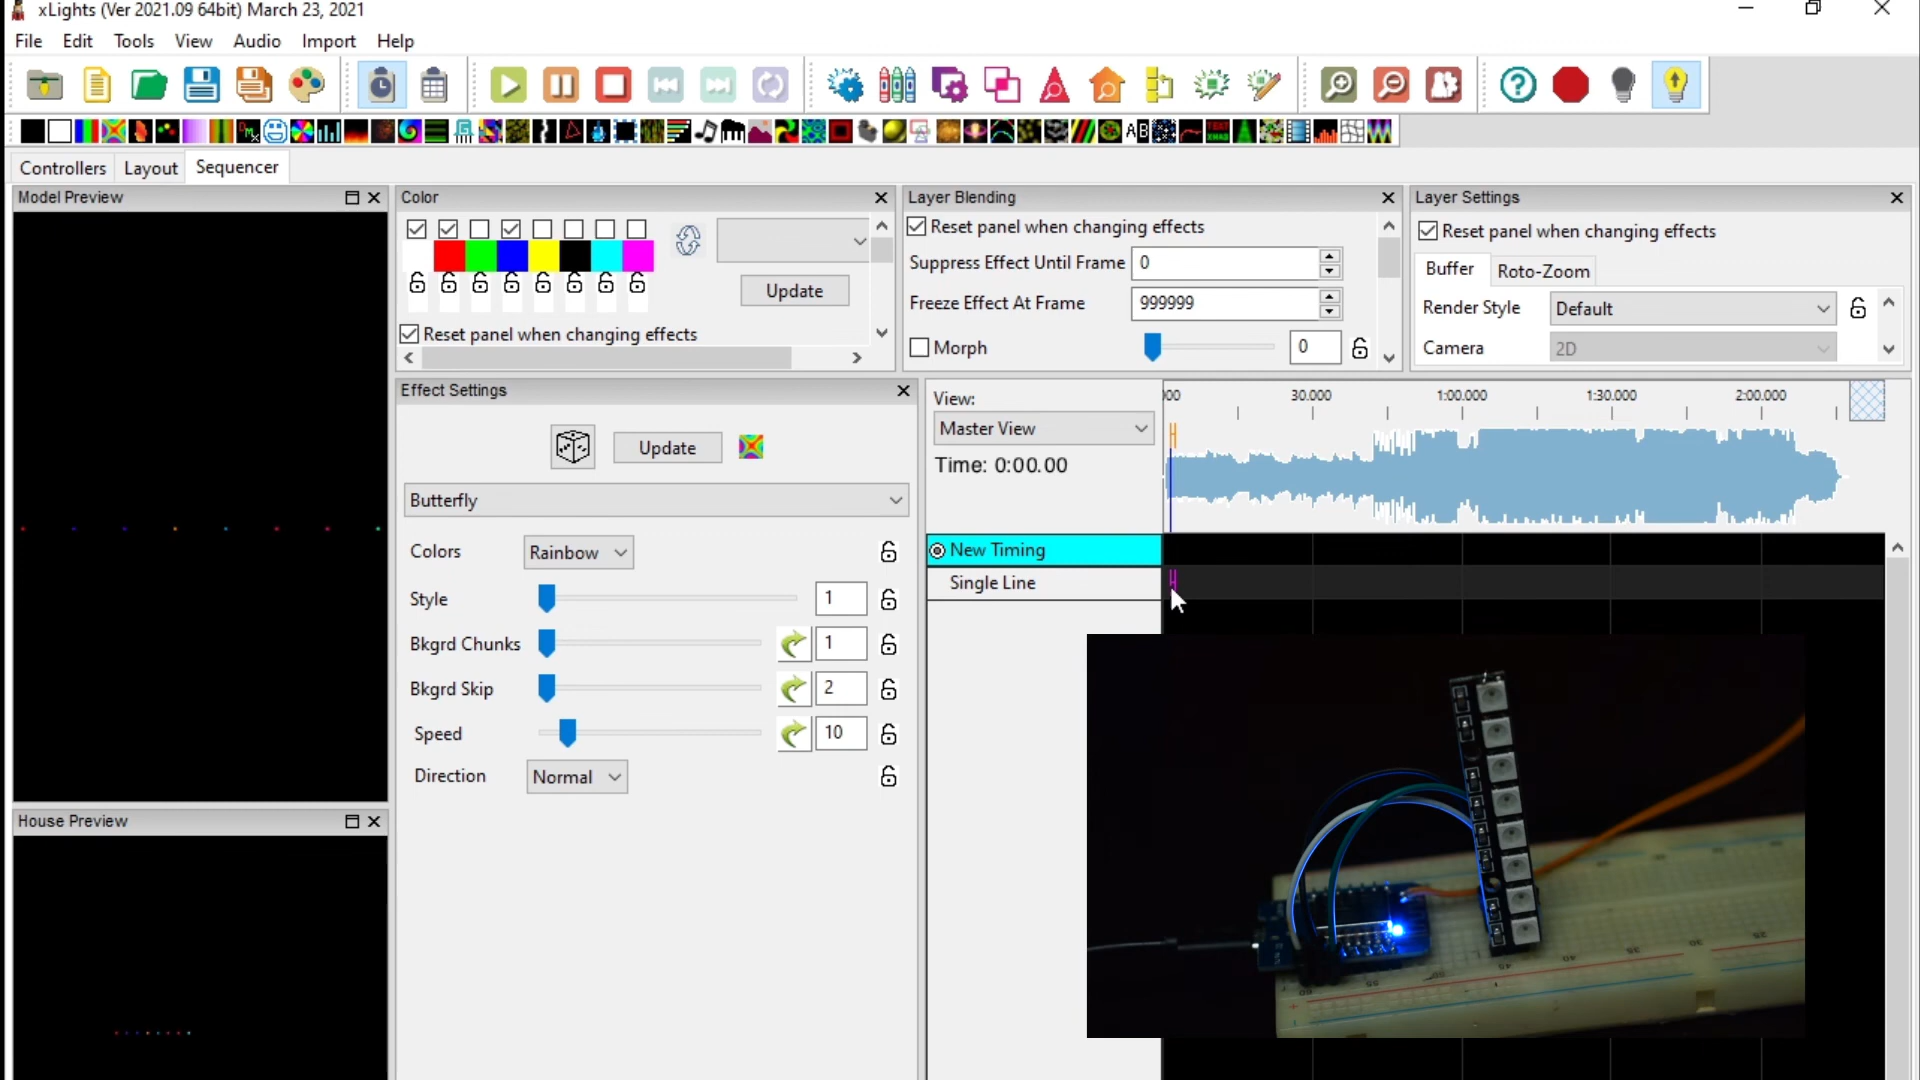 xLights (Ver 2021.09 64bit) March 23, 2021
File Edit Tools View Audio Import Help
Controllers Layout Sequencer
Model Preview
Color
Layer Blending
Layer Settings
Update
Reset panel when changing effects
Reset panel when changing effects
Suppress Effect Until Frame 0
Freeze Effect At Frame 999999
Morph 0
Reset panel when changing effects
Buffer Roto-Zoom
Render Style Default
Camera 2D
Effect Settings
Update
Butterfly
Colors Rainbow
Style 1
Bkgrd Chunks 1
Bkgrd Skip 2
Speed 10
Direction Normal
View:
Master View
Time: 0:00.00
30.000 1:00.000 1:30.000 2:00.000
New Timing
Single Line
House Preview